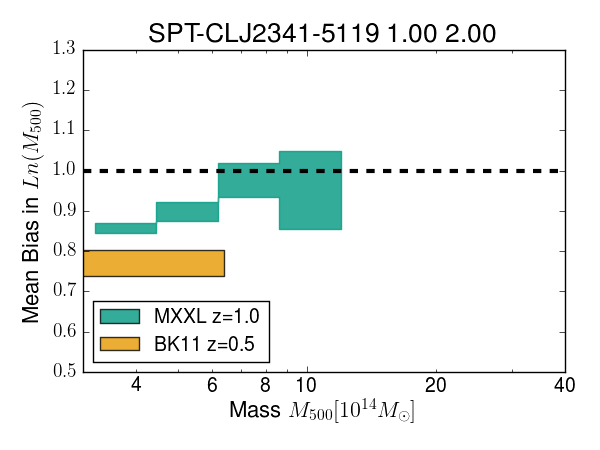 SPT-CLJ2341-5119 1.00 2.00
1.3
1.2
1.1
1.0
0.9
0.8
0.7
0.6
0.5
Mean Bias in Ln(M500)
MXXL z=1.0
BK11 z=0.5
4 6 8 10 20 40
Mass M500[10^14 M⊙]